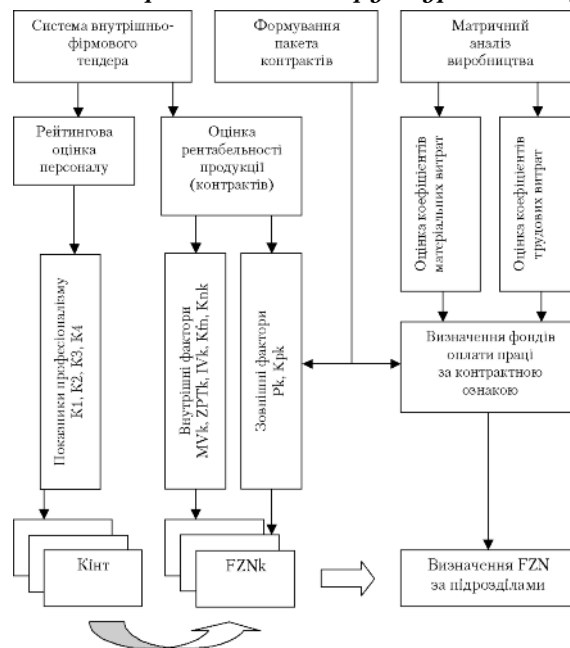 Система внутрішньо-
фірмового
тендера
Формування
пакета
контрактів
Матричний
аналіз
виробництва
Рейтингова
оцінка
персоналу
Оцінка
рентабельності
продукції
(контрактів)
Оцінка коефіцієнтів
матеріальних витрат
Оцінка коефіцієнтів
трудових витрат
Показники професіоналізму
K1, K2, K3, K4
Внутрішні фактори
MVk, ZPTk, IVk, Kfn, Knk
Зовнішні фактори
Pk, Kpk
Визначення фондів
оплати праці
за контрактною
ознакою
Кінт
FZNk
Визначення FZN
за підрозділами